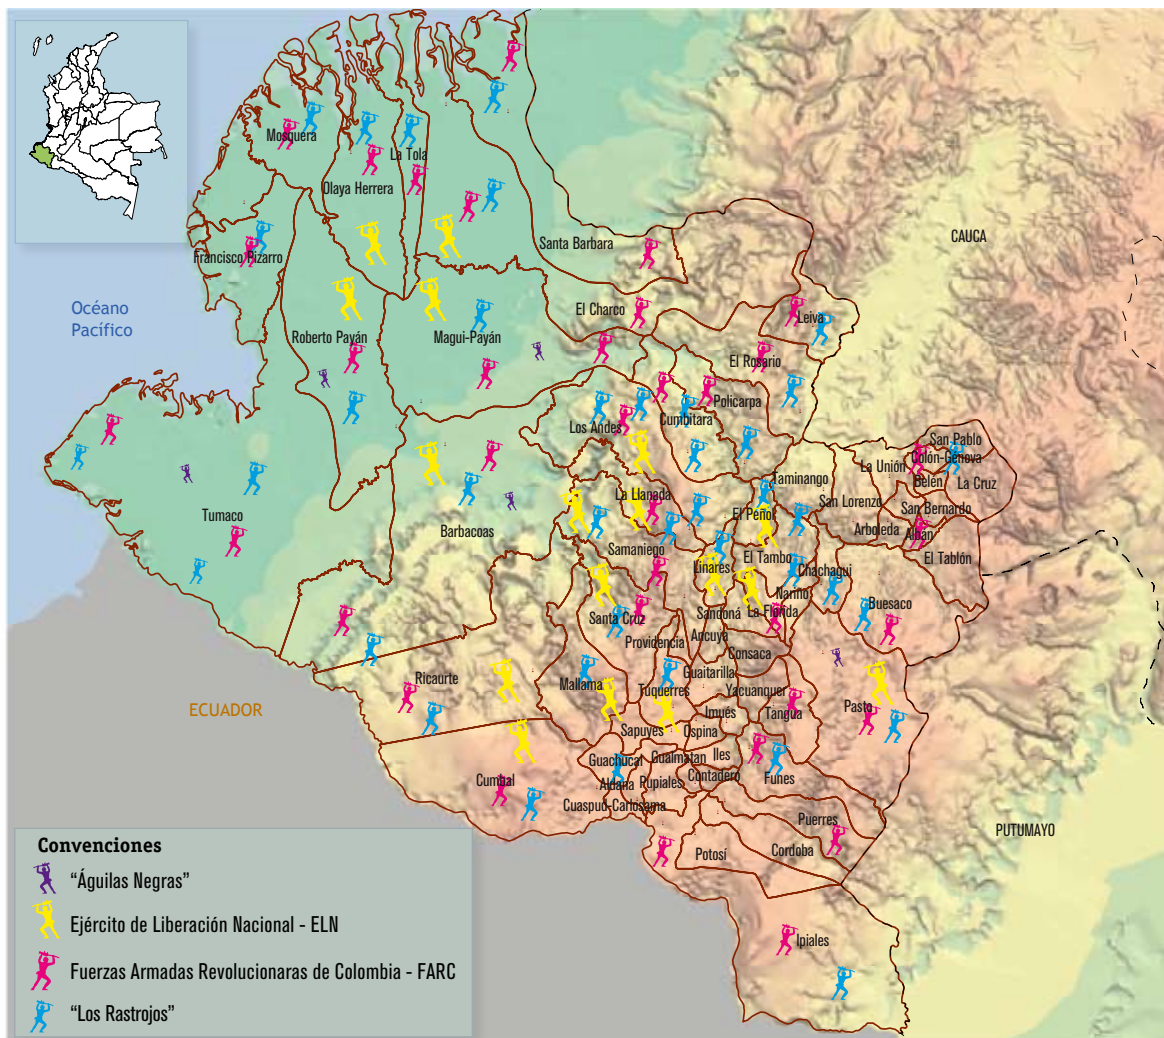 Mosquera
La Tola
Olaya Herrera
Santa Barbara
CAUCA
Francisco Pizarro
Océano
Pacífico
El Charco
Leiva
Roberto Payán
Magui-Payán
El Rosario
Policarpa
Los Andes
Cumbitara
San Pablo
Colón-Génova
La Unión
Belén
La Cruz
Taminango
La Llanada
San Lorenzo
San Bernardo
Tumaco
El Peñol
Barbacoas
Arboleda
Albán
Samaniego
El Tambo
El Tablón
Linares
Chachagui
Nariño
Buesaco
Sandoná
La Florida
Santa Cruz
Providencia
Ancuya
Consaca
Guaitarilla
Ricaurte
Mallama
Tuquerres
Yacuanquer
ECUADOR
Imués
Tangua
Pasto
Sapuyes
Ospina
Guachucal
Gualmatan
Iles
Cumbal
Aldana
Pupiales
Contadero
Funes
Cuaspud-Carlosama
Puerres
PUTUMAYO
Potosí
Cordoba
Ipiales
Convenciones
“Águilas Negras”
Ejército de Liberación Nacional - ELN
Fuerzas Armadas Revolucionaras de Colombia - FARC
“Los Rastrojos”